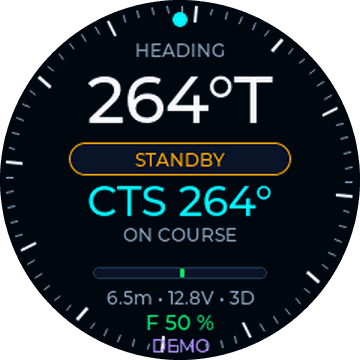 HEADING
264°T
STANDBY
CTS 264°
ON COURSE
6.5m · 12.8V · 3D
F 50 %
DEMO